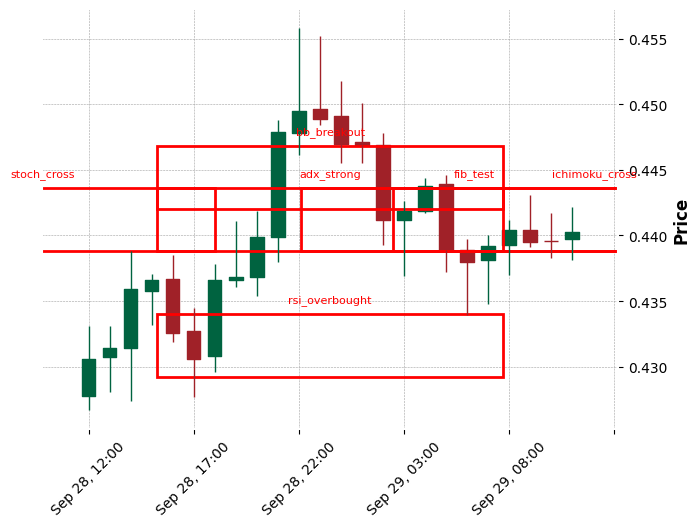 0.455
0.450
fib_breakout
0.445
stoch_cross
adx_strong
fib_test
ichimoku_cross
0.440
Price
0.435
rsi_overbought
0.430
Sep 28, 12:00
Sep 28, 17:00
Sep 28, 22:00
Sep 29, 03:00
Sep 29, 08:00